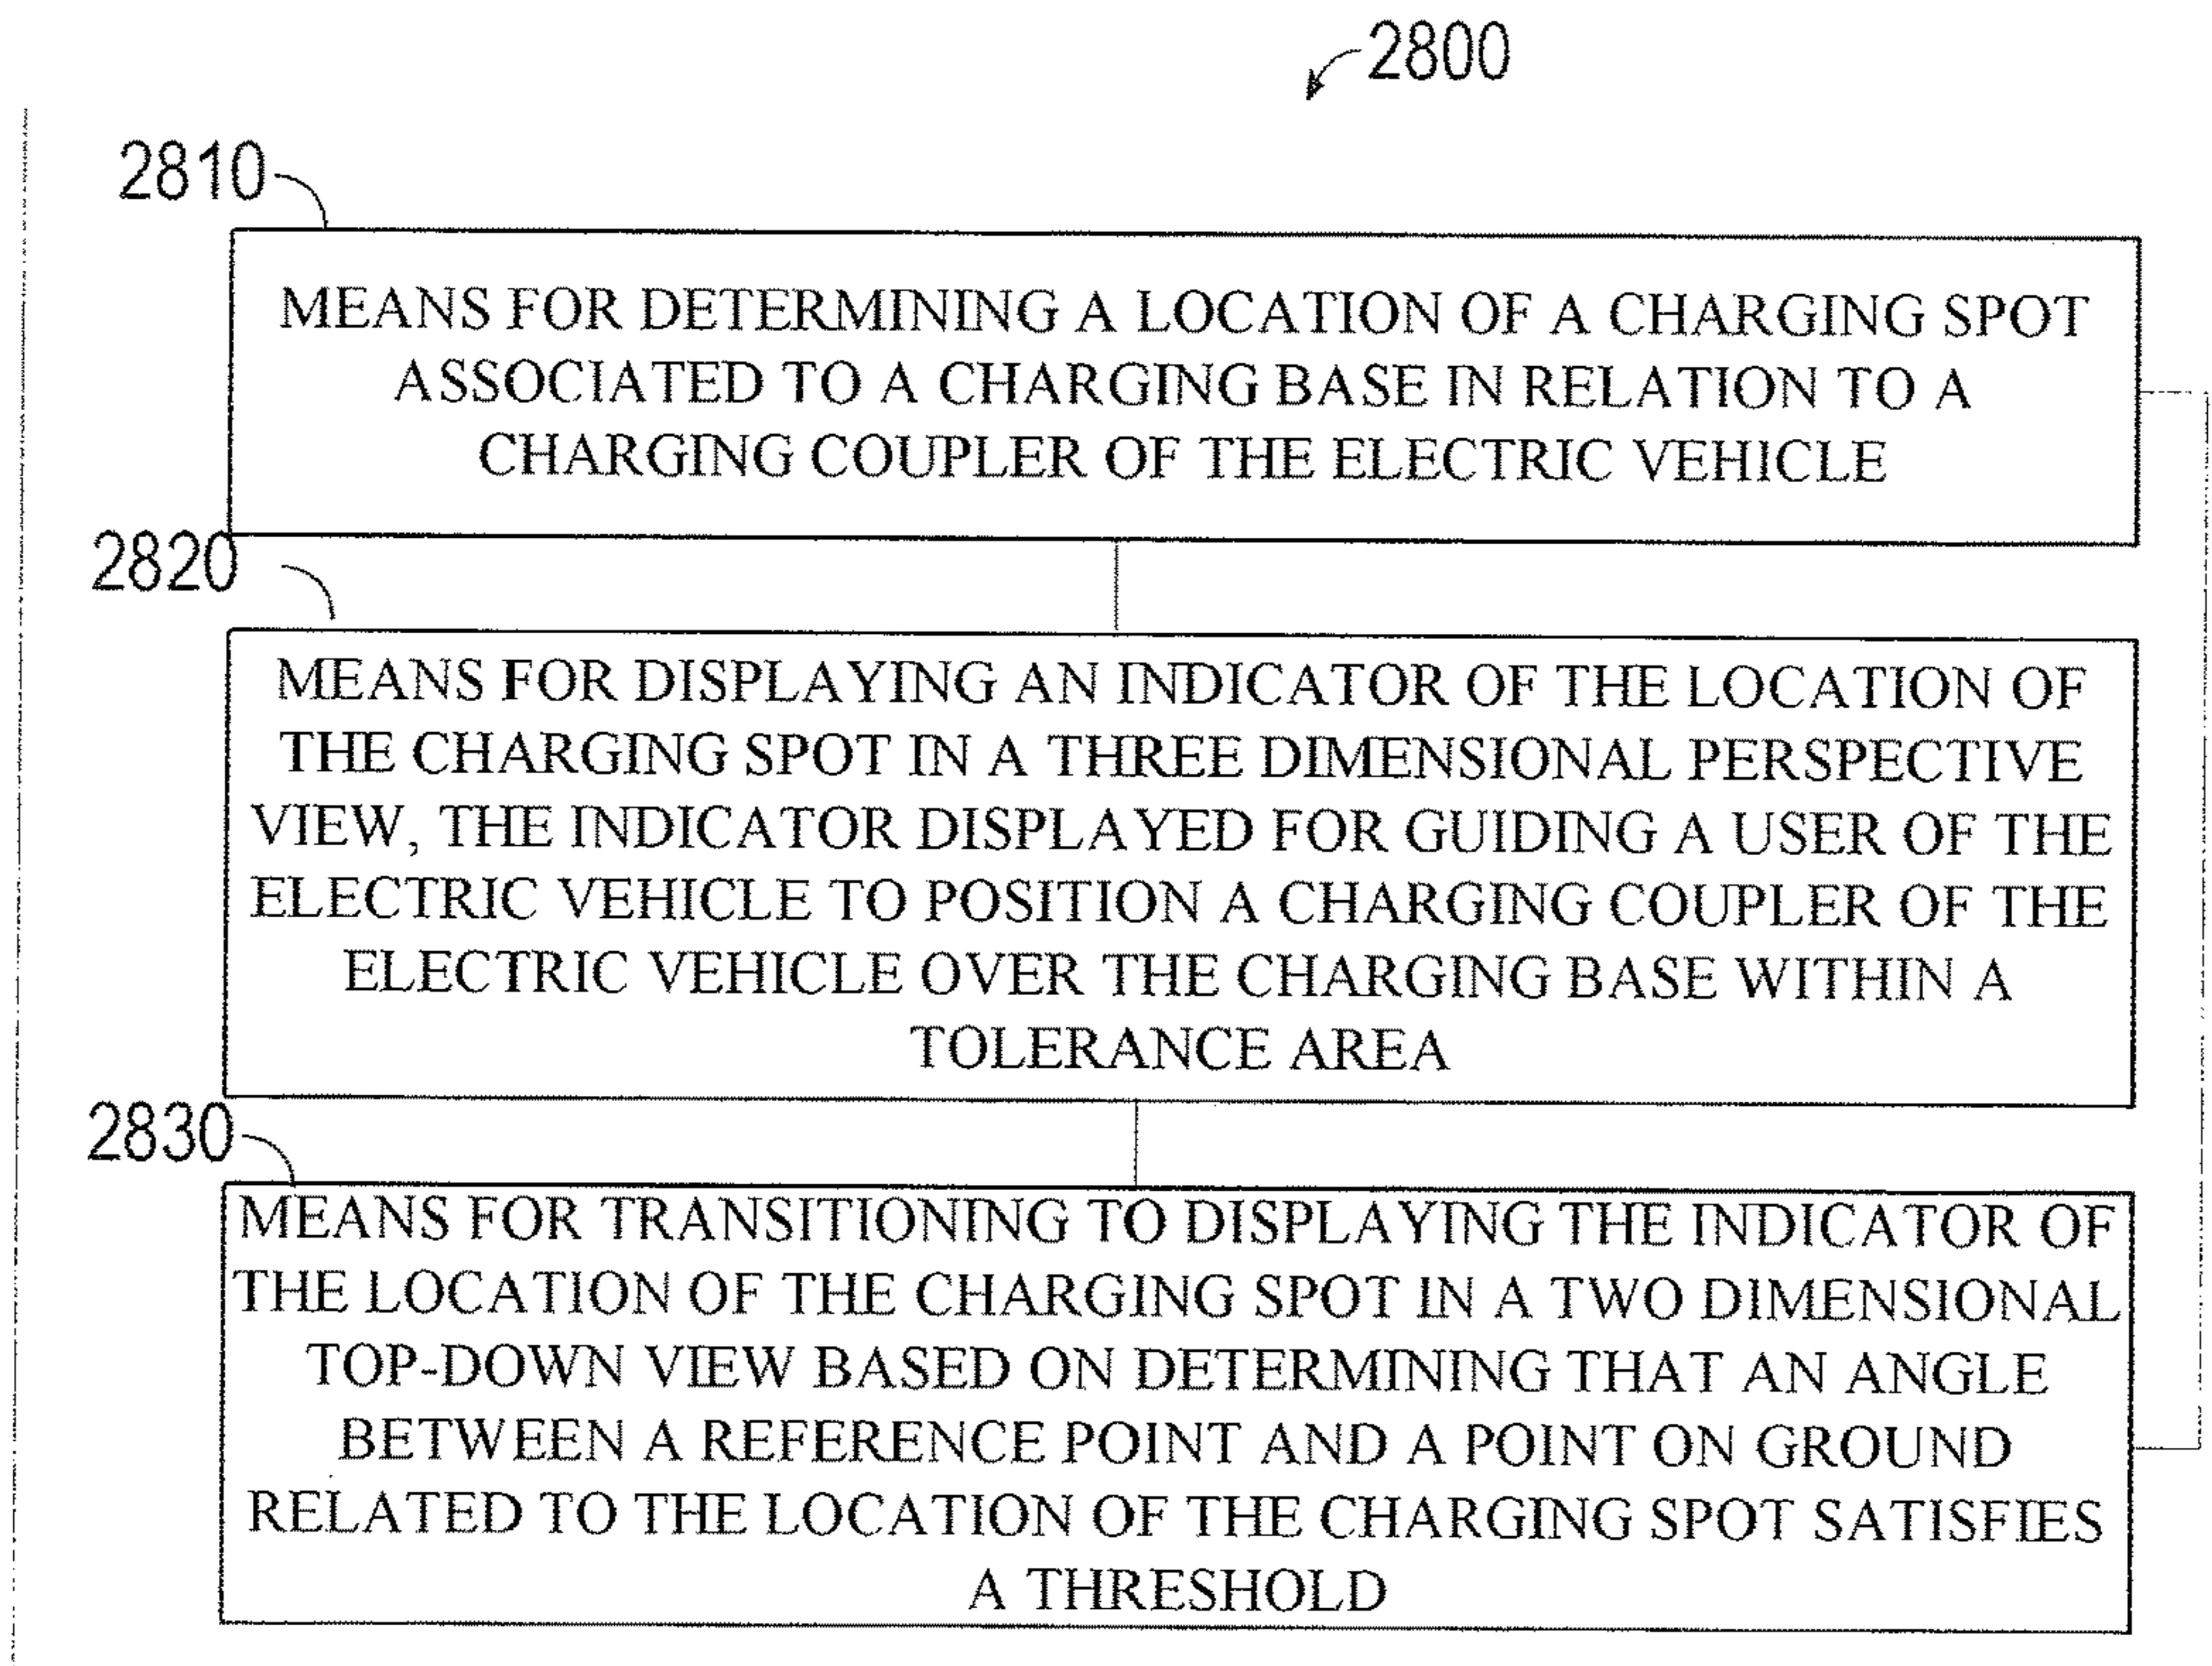 2800
2810
MEANS FOR DETERMINING A LOCATION OF A CHARGING SPOT
ASSOCIATED TO A CHARGING BASE IN RELATION TO A
CHARGING COUPLER OF THE ELECTRIC VEHICLE
2820
MEANS FOR DISPLAYING AN INDICATOR OF THE LOCATION OF
THE CHARGING SPOT IN A THREE DIMENSIONAL PERSPECTIVE
VIEW, THE INDICATOR DISPLAYED FOR GUIDING A USER OF THE
ELECTRIC VEHICLE TO POSITION A CHARGING COUPLER OF THE
ELECTRIC VEHICLE OVER THE CHARGING BASE WITHIN A
TOLERANCE AREA
2830
MEANS FOR TRANSITIONING TO DISPLAYING THE INDICATOR OF
THE LOCATION OF THE CHARGING SPOT IN A TWO DIMENSIONAL
TOP-DOWN VIEW BASED ON DETERMINING THAT AN ANGLE
BETWEEN A REFERENCE POINT AND A POINT ON GROUND
RELATED TO THE LOCATION OF THE CHARGING SPOT SATISFIES
A THRESHOLD